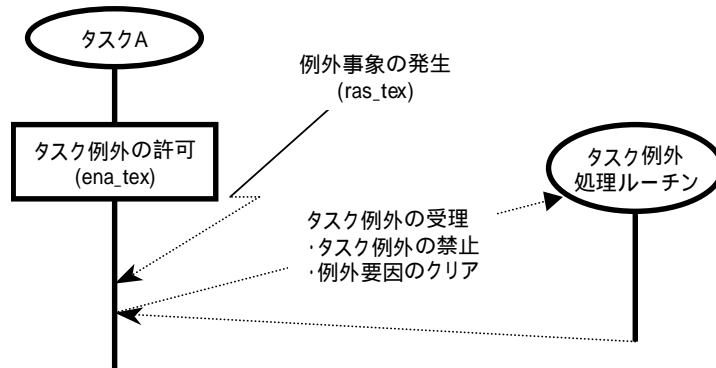 タスクA
例外事象の発生
(ras_tex)
タスク例外の許可
(ena_tex)
タスク例外
処理ルーチン
タスク例外の受理
・タスク例外の禁止
・例外要因のクリア